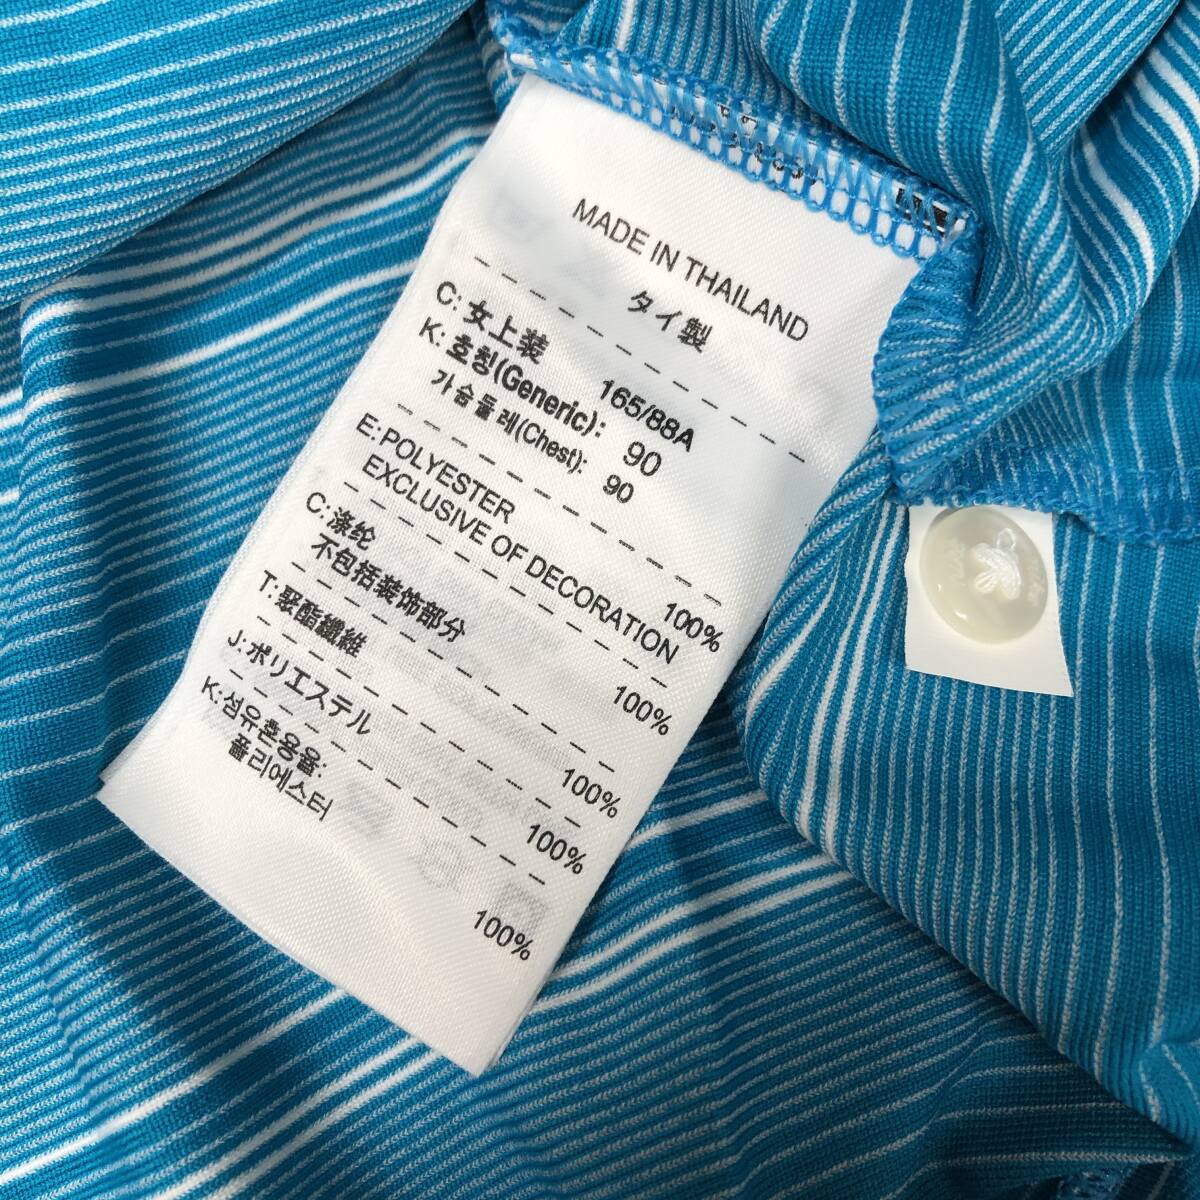 MADE IN THAILAND
タイ製
C: 女上装 165/88A
K: 호칭(Generic): 90
가슴둘레(Chest): 90
E: POLYESTER 100%
EXCLUSIVE OF DECORATION
C: 涤纶 100%
不包括装饰部分
T: 聚酯纖維 100%
J: ポリエステル 100%
K: 섬유혼용율:
폴리에스터 100%